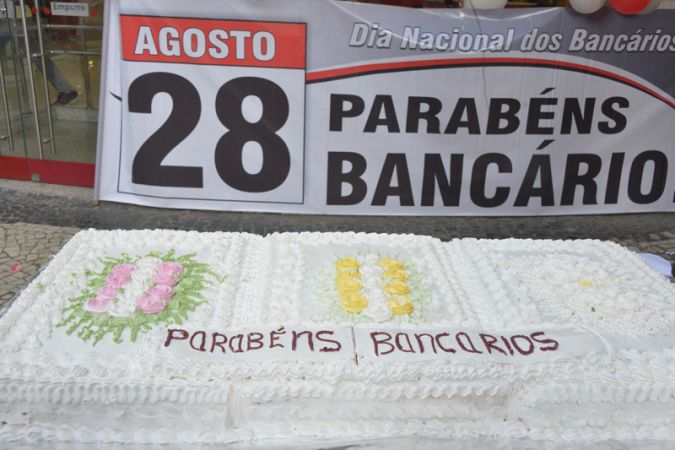 Empurre
AGOSTO
28
Dia Nacional dos Bancários
PARABÉNS
BANCÁRIO!
PARABÉNS BANCARIOS